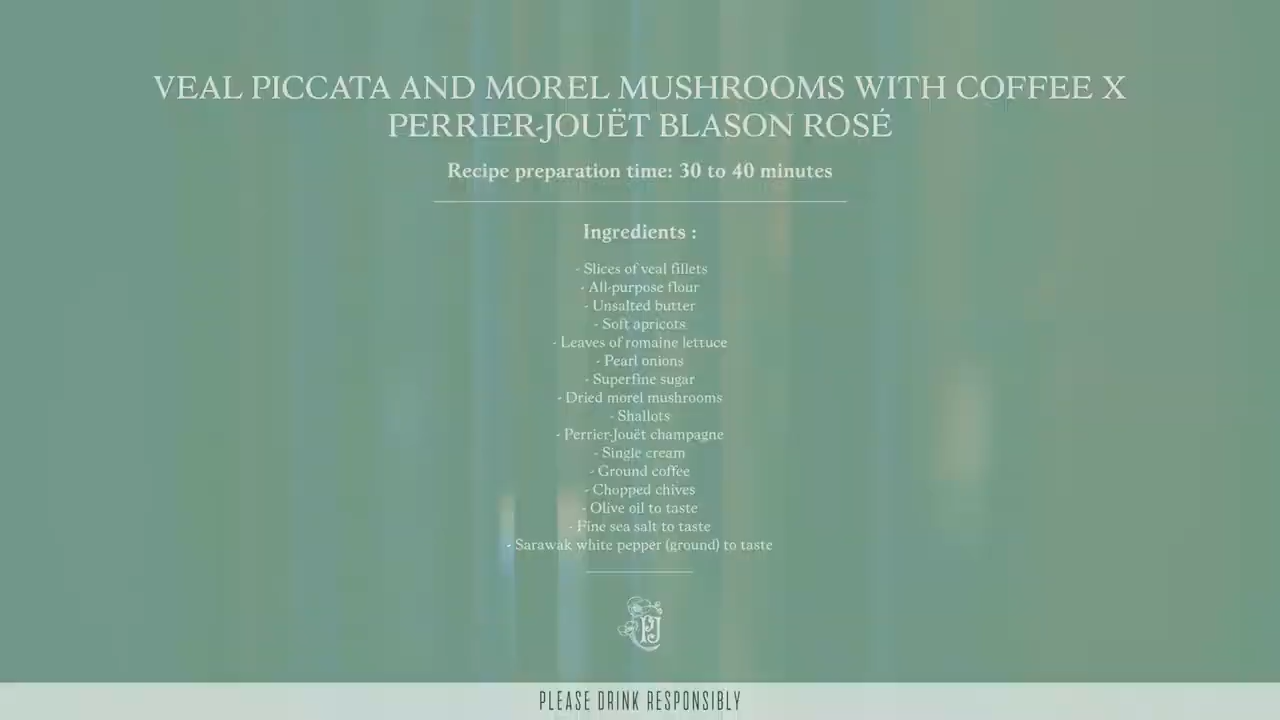 VEAL PICCATA AND MOREL MUSHROOMS WITH COFFEE X
PERRIER-JOUËT BLASON ROSÉ
Recipe preparation time: 30 to 40 minutes
Ingredients :
- Slices of veal fillets
- All-purpose flour
- Unsalted butter
- Soft apricots
- Leaves of romaine lettuce
- Pearl onions
- Superfine sugar
- Dried morel mushrooms
- Shallots
- Perrier-Jouët champagne
- Single cream
- Ground coffee
- Chopped chives
- Olive oil to taste
- Fine sea salt to taste
- Sarawak white pepper (ground) to taste
PJ
PLEASE DRINK RESPONSIBLY